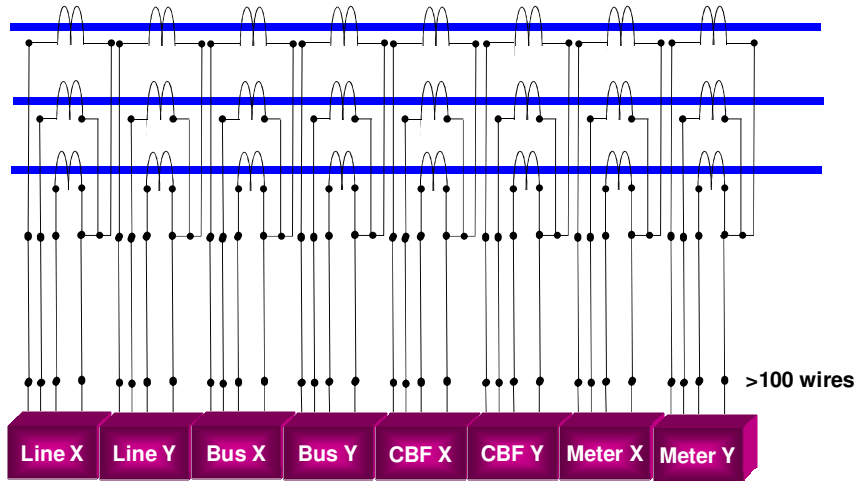 >100 wires
Line X
Line Y
Bus X
Bus Y
CBF X
CBF Y
Meter X
Meter Y